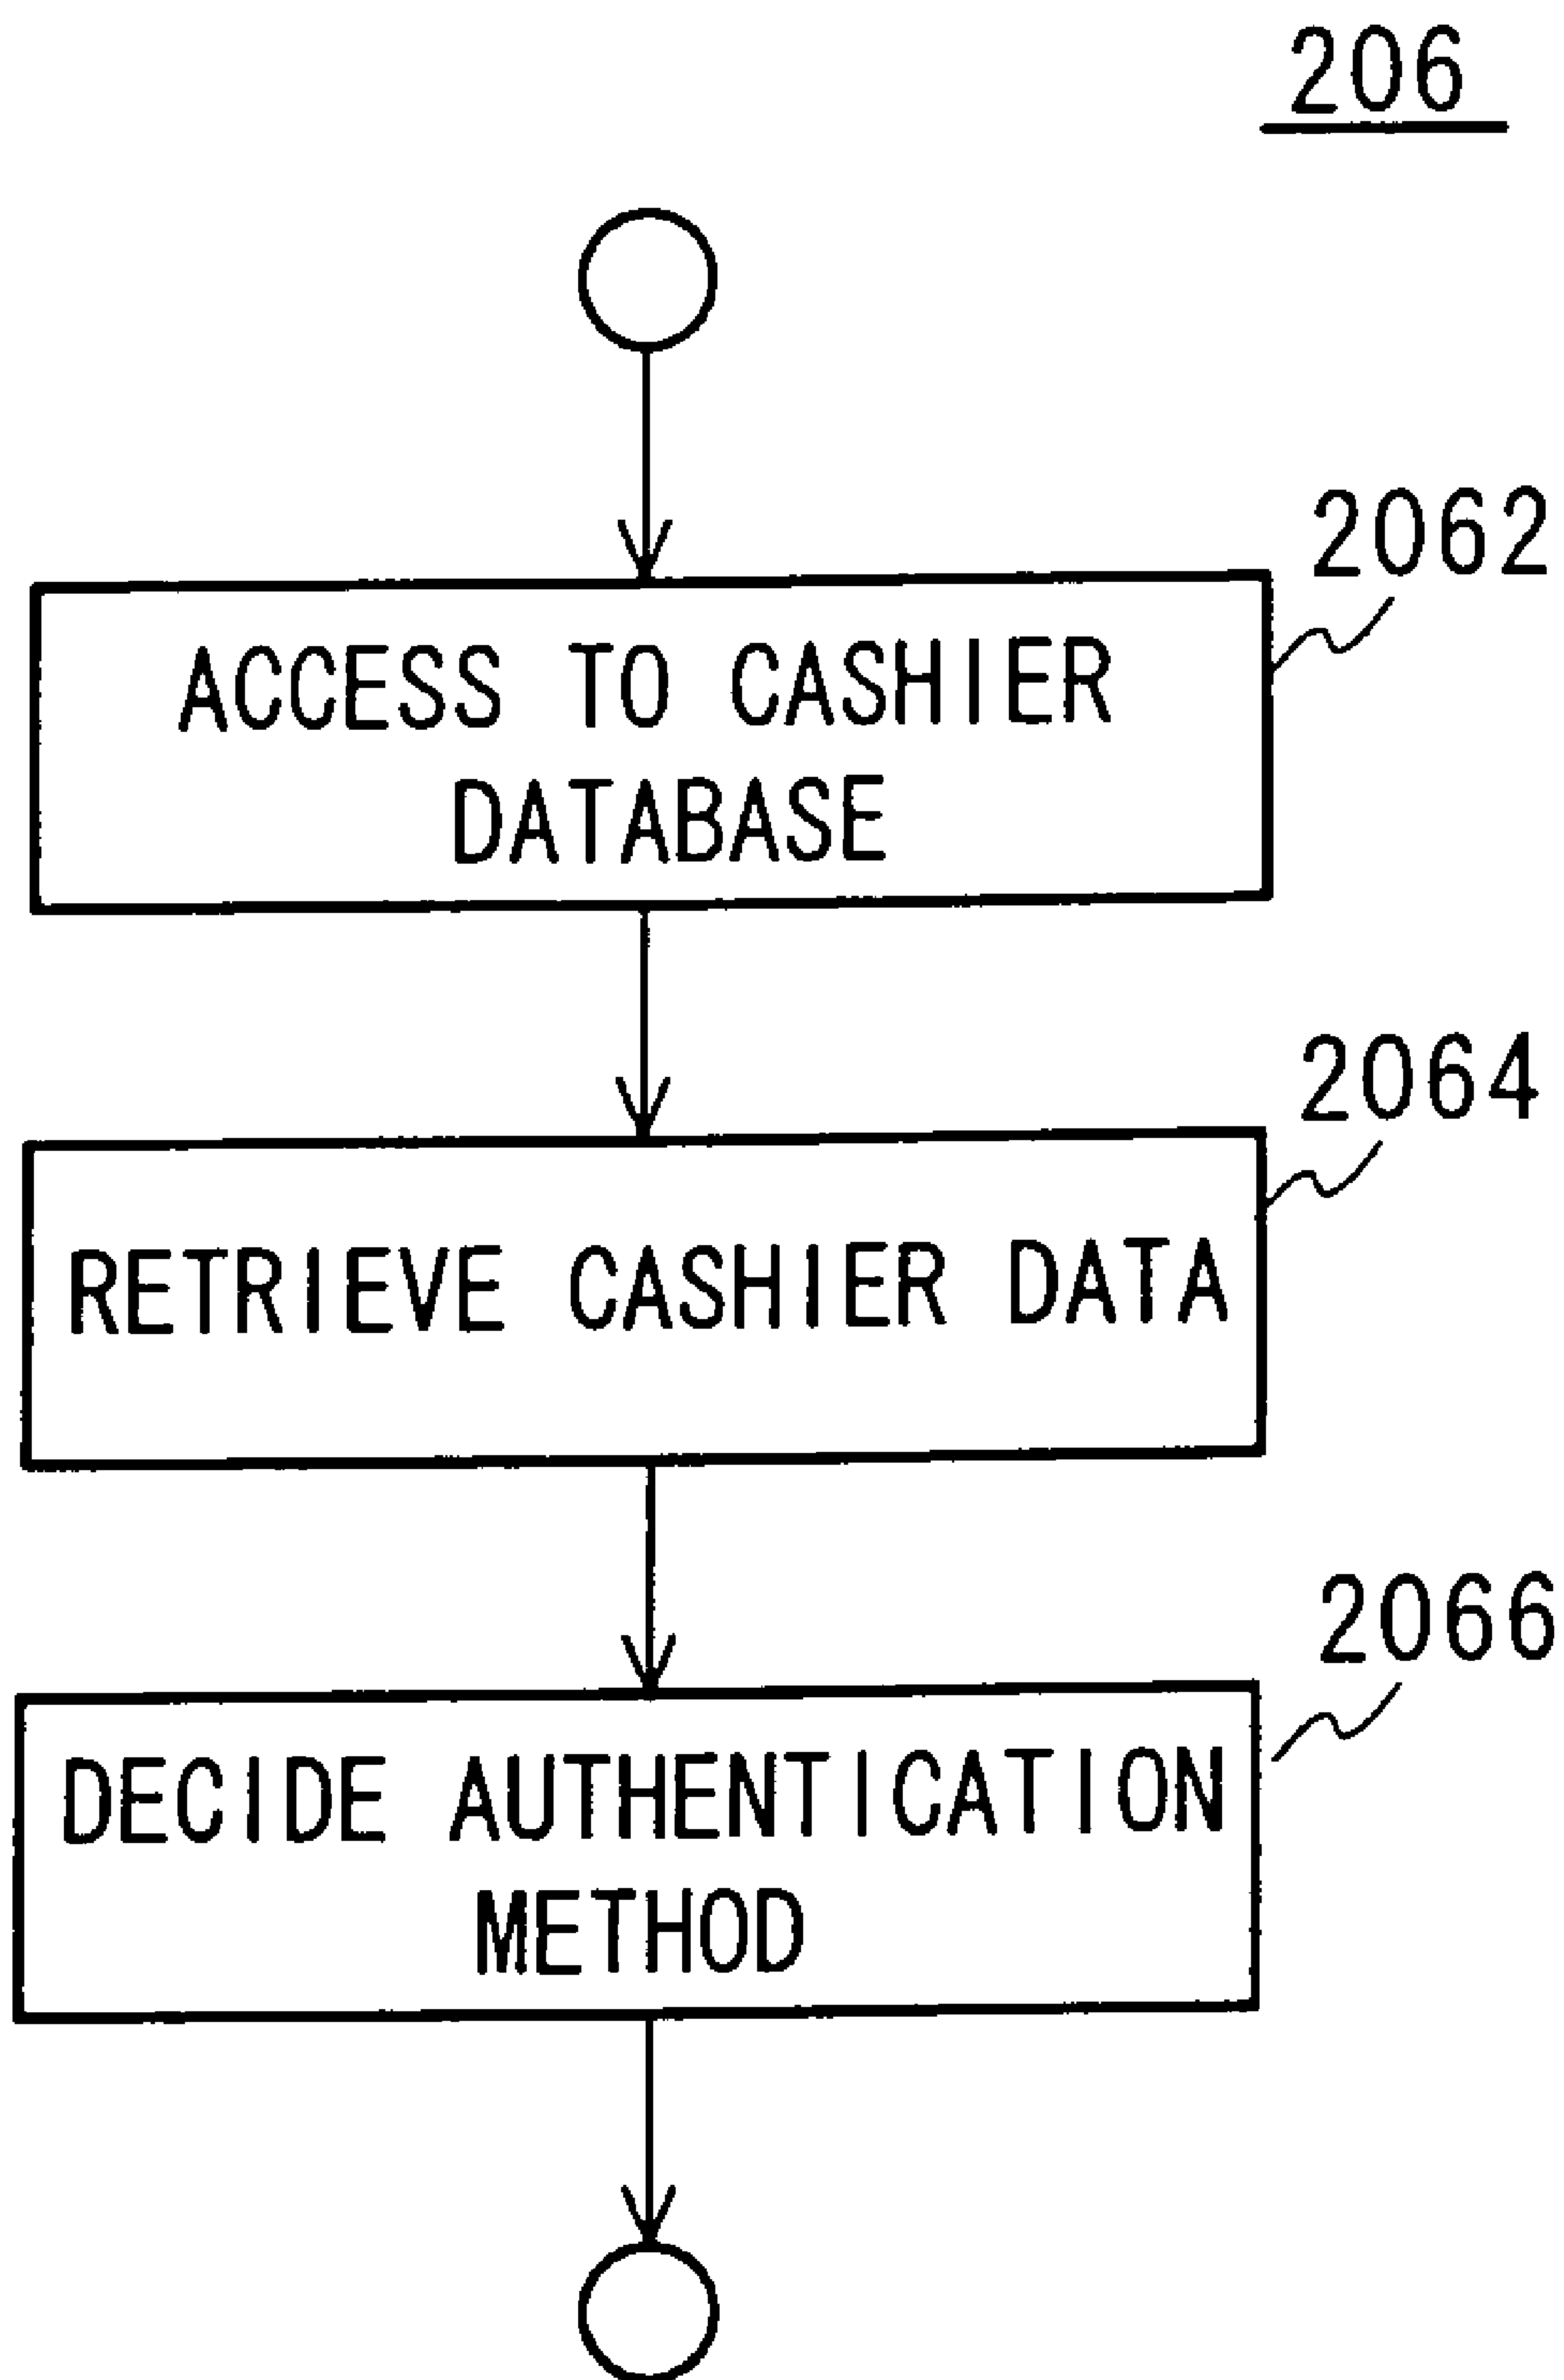 206
2062
ACCESS TO CASHIER
DATABASE
2064
RETRIEVE CASHIER DATA
2066
DECIDE AUTHENTICATION
METHOD